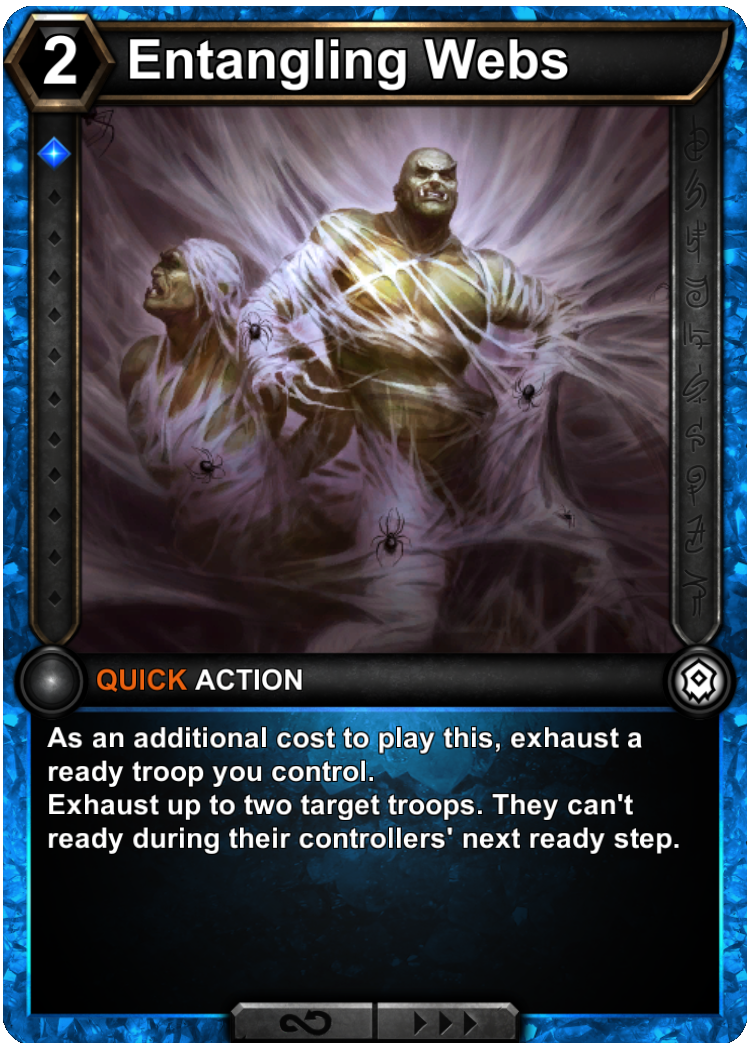 2
Entangling Webs
QUICK ACTION
As an additional cost to play this, exhaust a
ready troop you control.
Exhaust up to two target troops. They can't
ready during their controllers' next ready step.